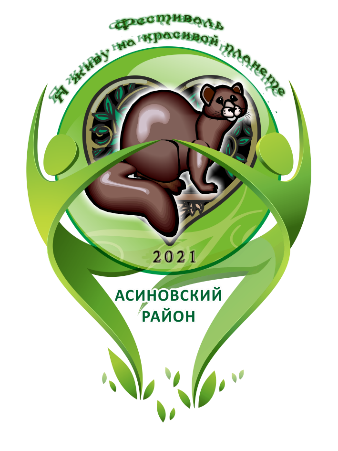 Фестиваль
Я живу на красивой планете
2021
АСИНОВСКИЙ
РАЙОН